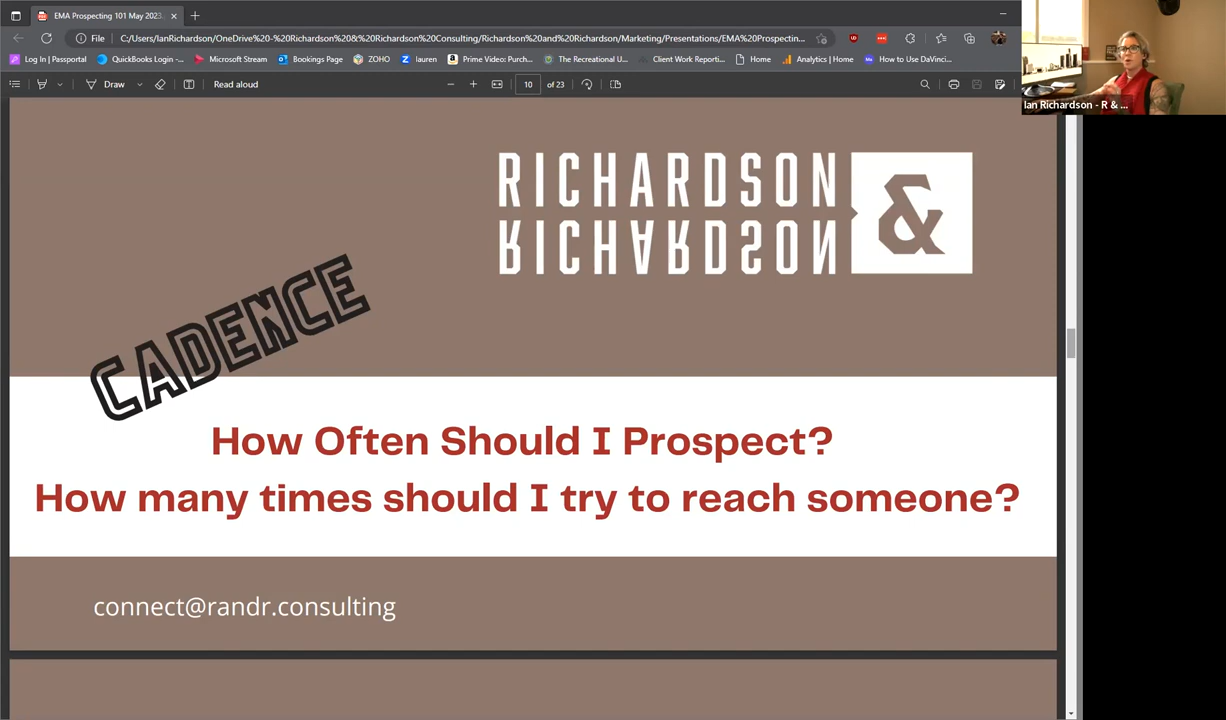 EMA Prospecting 101 May 2023.
File
C:/Users/IanRichardson/OneDrive%20-%20Richardson%20&%20Richardson%20Consulting/Richardson%20and%20Richardson/Marketing/Presentations/EMA%20Prospectin...
Log In | Passportal
QuickBooks Login -...
Microsoft Stream
Bookings Page
ZOHO
lauren
Prime Video: Purch...
The Recreational U...
Client Work Reporti...
Home
Analytics | Home
How to Use DaVinci...
Draw
Read aloud
10 of 23
Ian Richardson - R & ...
RICHARDSON
RICHARDSON
&
CADENCE
How Often Should I Prospect?
How many times should I try to reach someone?
connect@randr.consulting